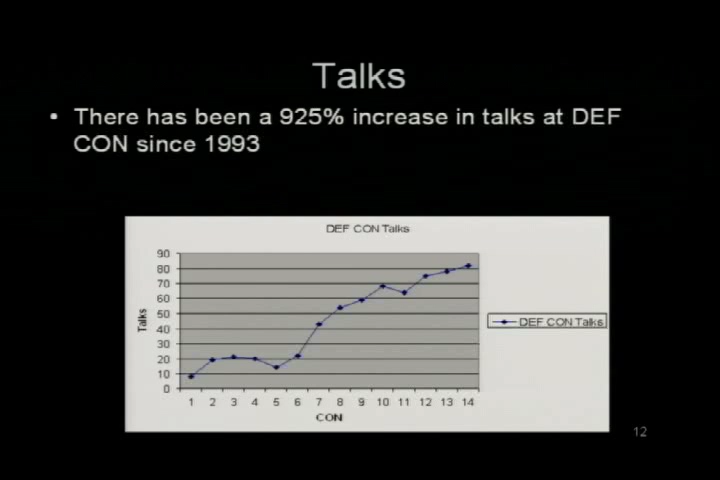 Talks
• There has been a 925% increase in talks at DEF
CON since 1993
DEF CON Talks
90
80
70
60
50
40
30
20
10
0
Talks
1 2 3 4 5 6 7 8 9 10 11 12 13 14
CON
DEF CON Talks
12